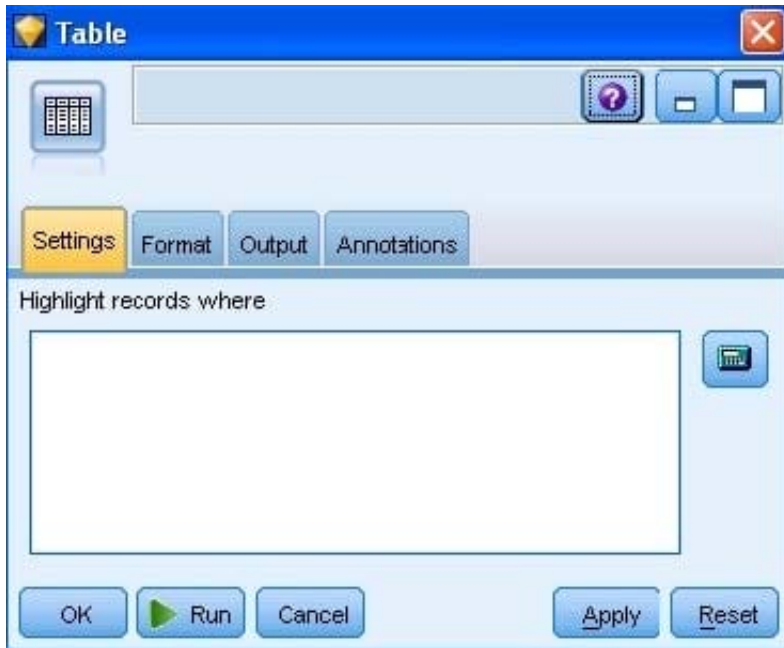 Table
?
Settings Format Output Annotations
Highlight records where
OK Run Cancel Apply Reset